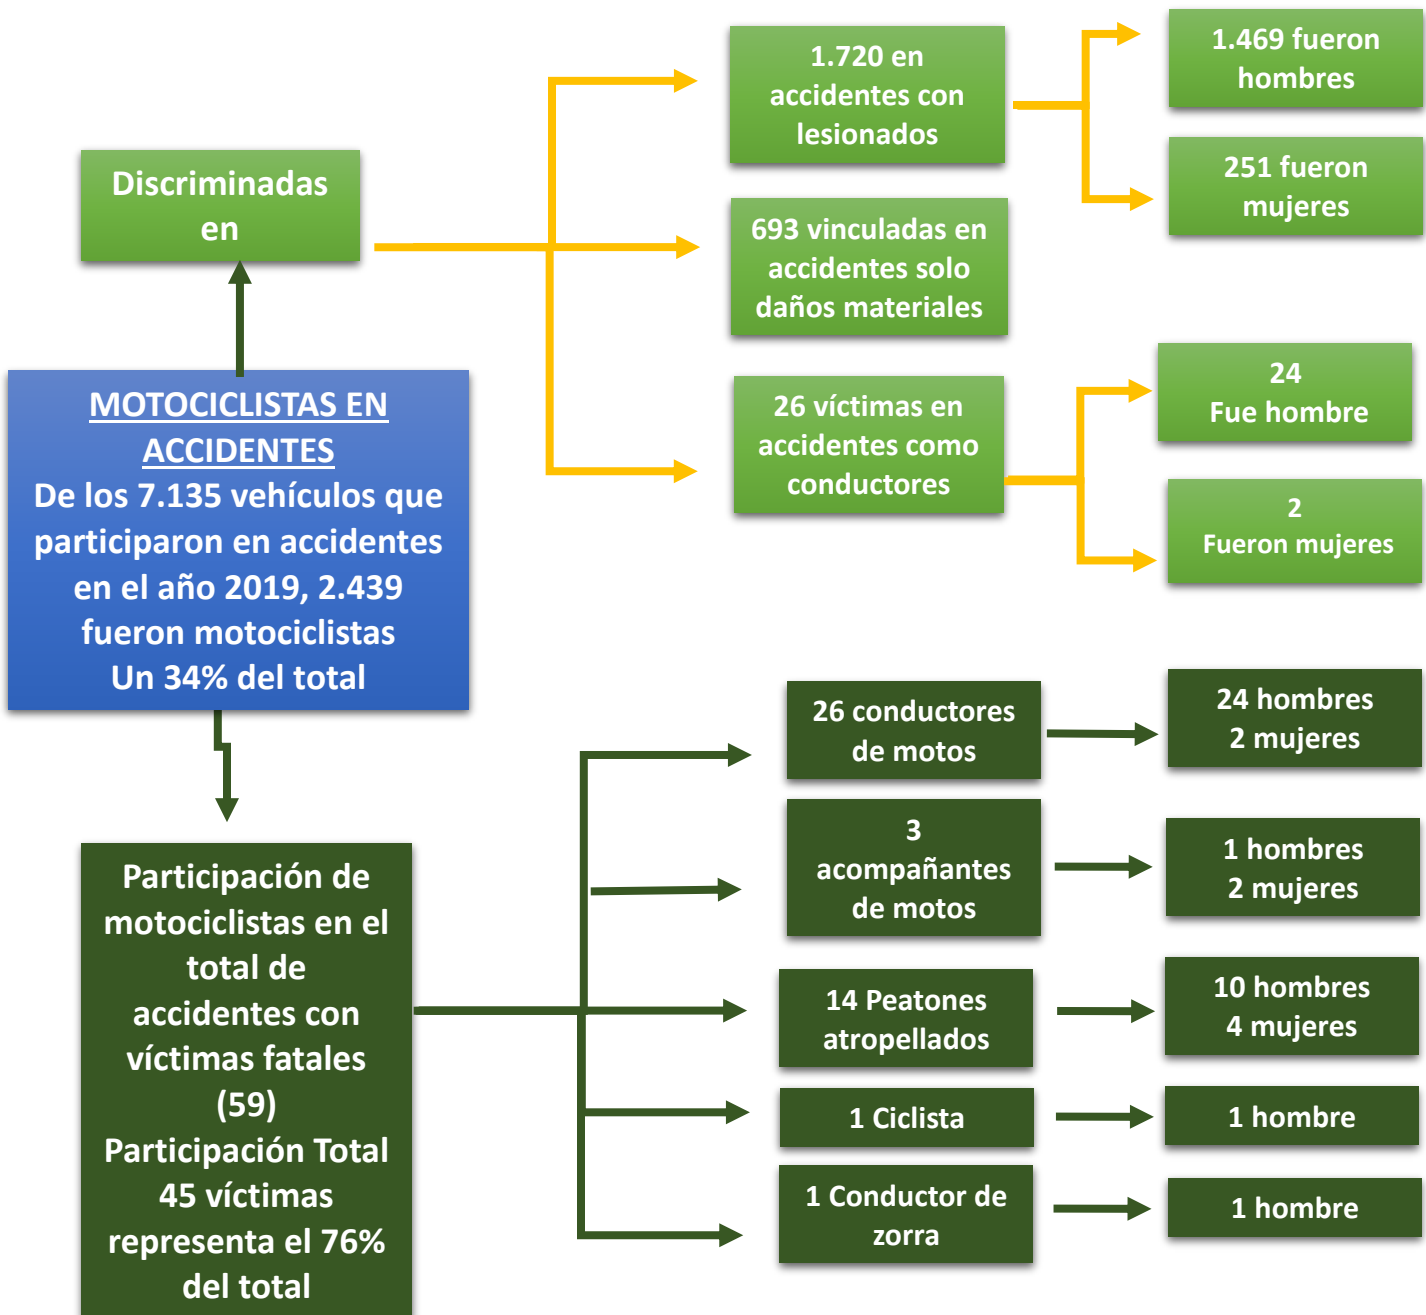 1.720 en
accidentes con
lesionados
1.469 fueron
hombres
251 fueron
mujeres
Discriminadas
en
693 vinculadas en
accidentes solo
daños materiales
26 víctimas en
accidentes como
conductores
24
Fue hombre
2
Fueron mujeres
MOTOCICLISTAS EN
ACCIDENTES
De los 7.135 vehículos que
participaron en accidentes
en el año 2019, 2.439
fueron motociclistas
Un 34% del total
26 conductores
de motos
24 hombres
2 mujeres
3
acompañantes
de motos
1 hombres
2 mujeres
Participación de
motociclistas en el
total de
accidentes con
víctimas fatales
(59)
Participación Total
45 víctimas
representa el 76%
del total
14 Peatones
atropellados
10 hombres
4 mujeres
1 Ciclista
1 hombre
1 Conductor de
zorra
1 hombre